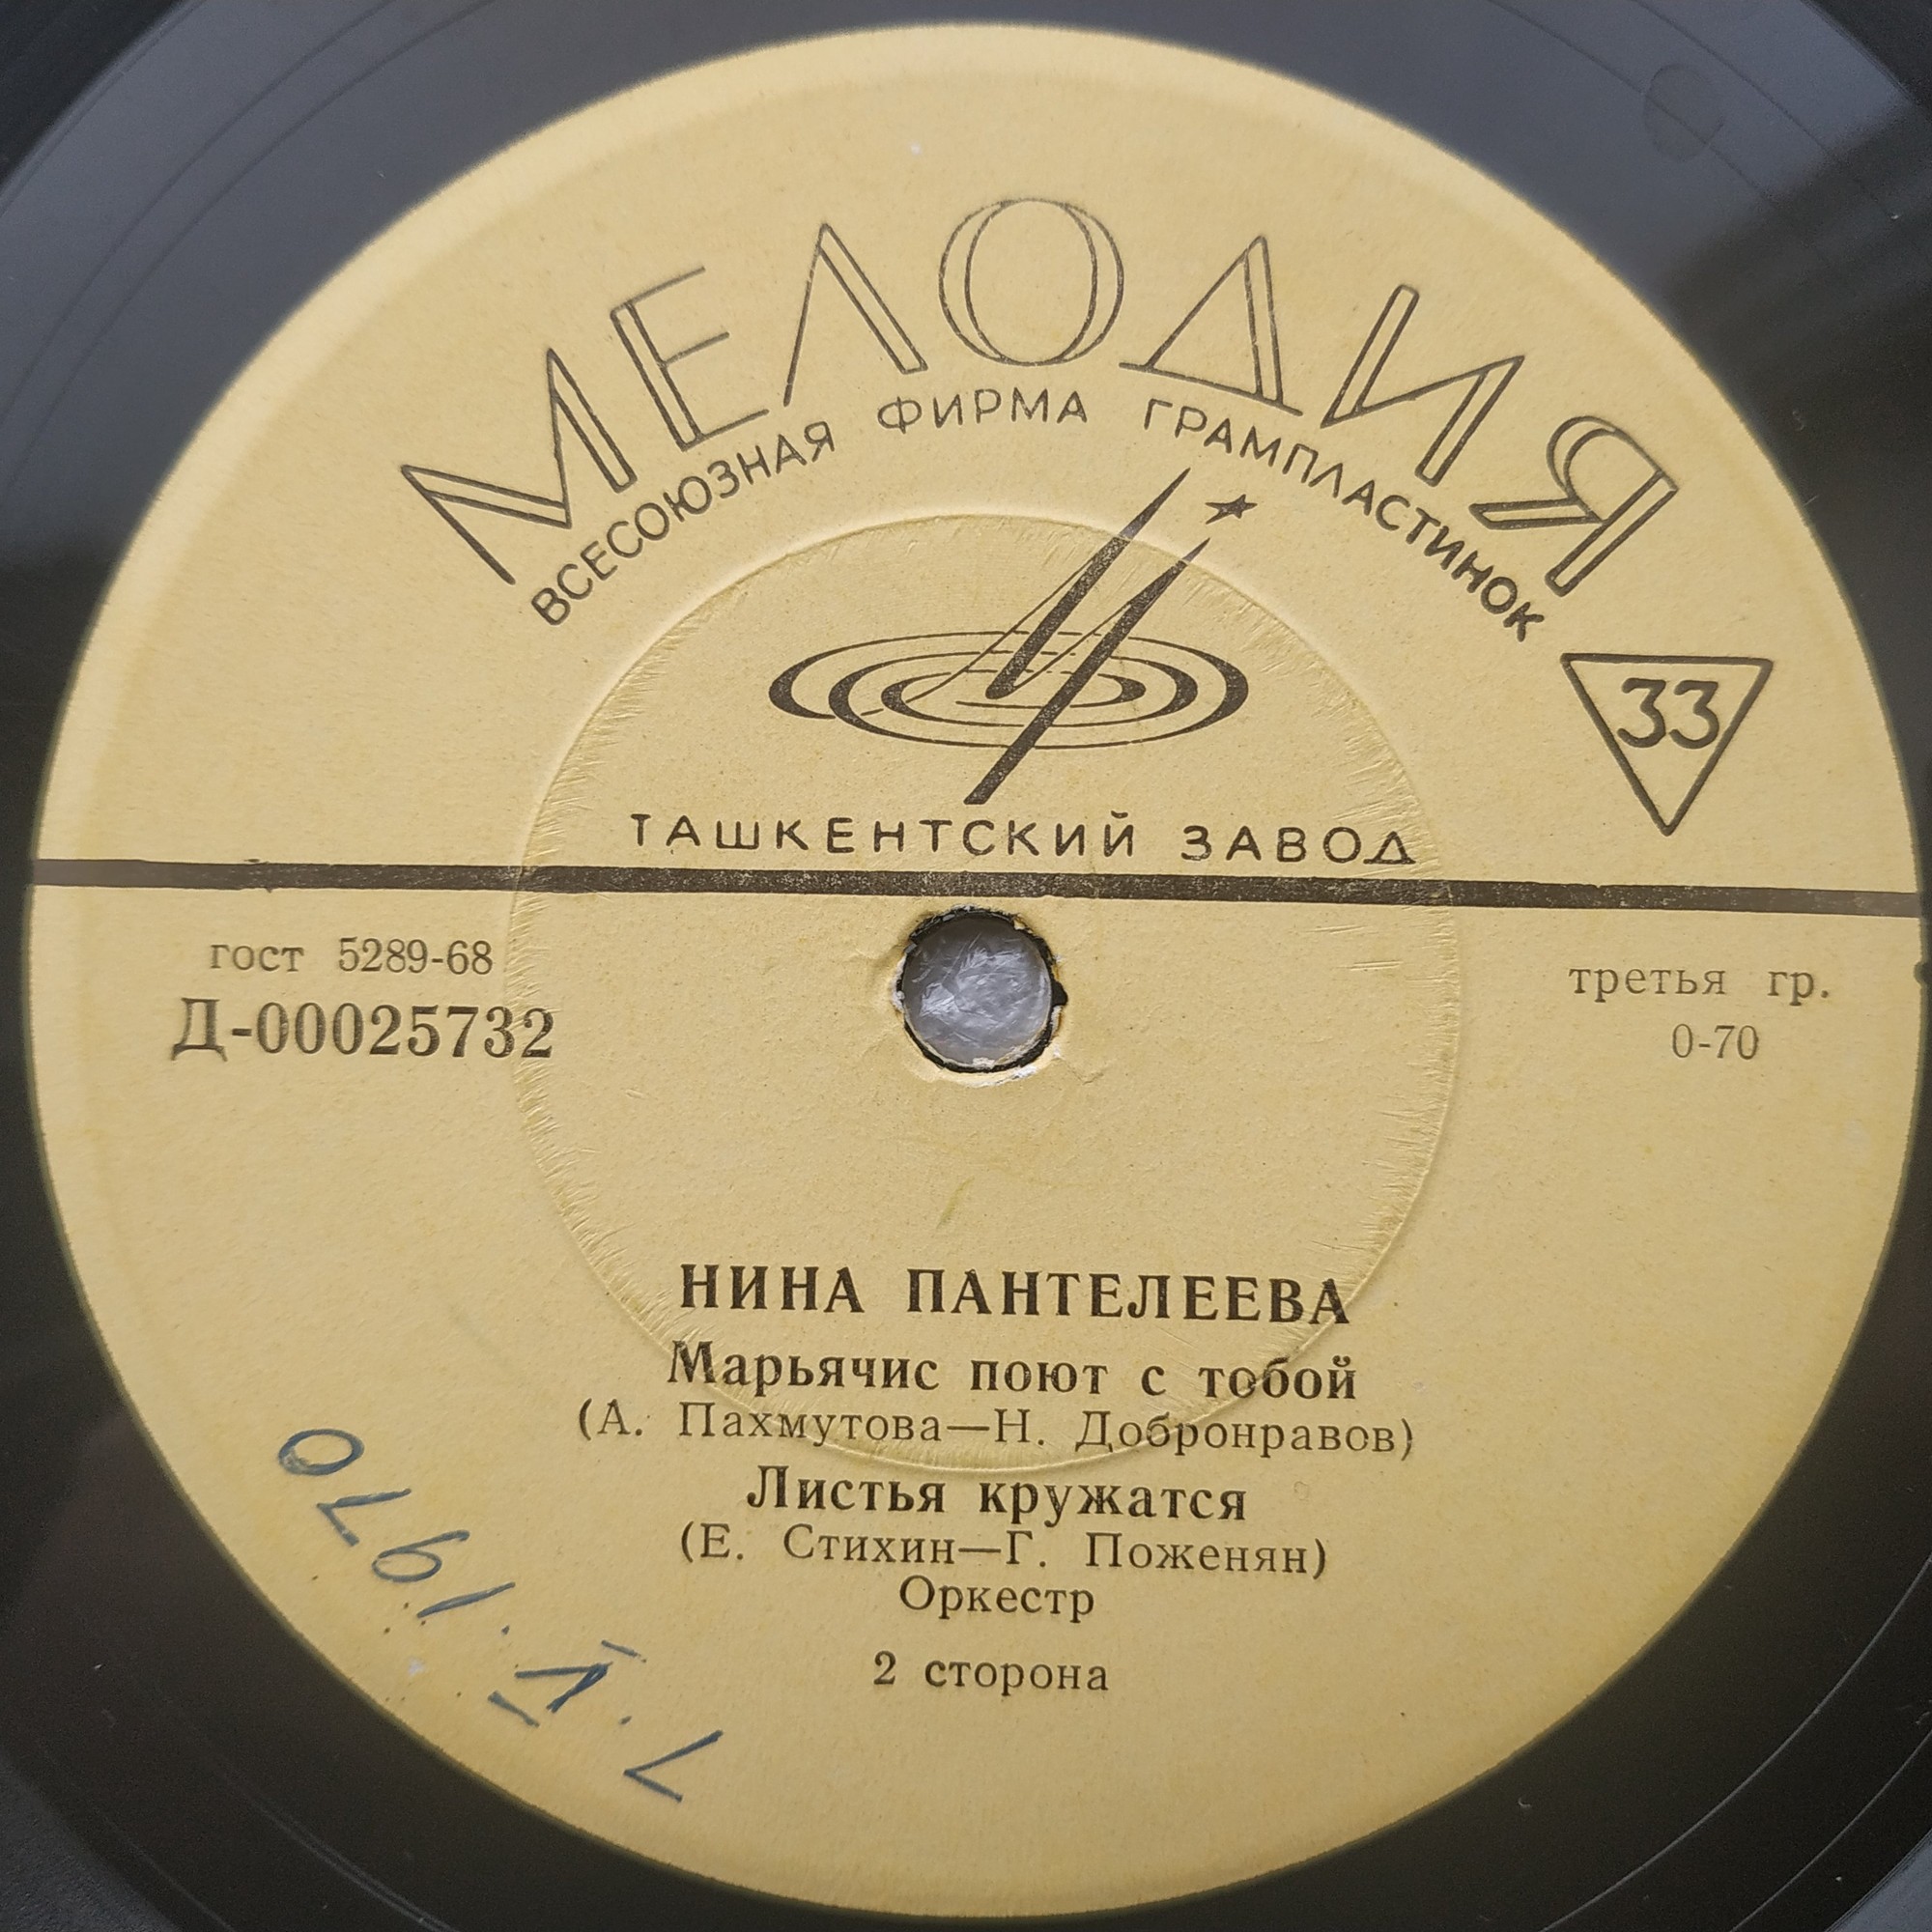 МЕЛОДИЯ
ВСЕСОЮЗНАЯ ФИРМА ГРАМПЛАСТИНОК
33
ТАШКЕНТСКИЙ ЗАВОД
гост 5289-68
Д-00025732
третья гр.
0-70
НИНА ПАНТЕЛЕЕВА
Марьячис поют с тобой
(А. Пахмутова—Н. Добронравов)
Листья кружатся
(Е. Стихин—Г. Поженян)
Оркестр
2 сторона
7.V.1970